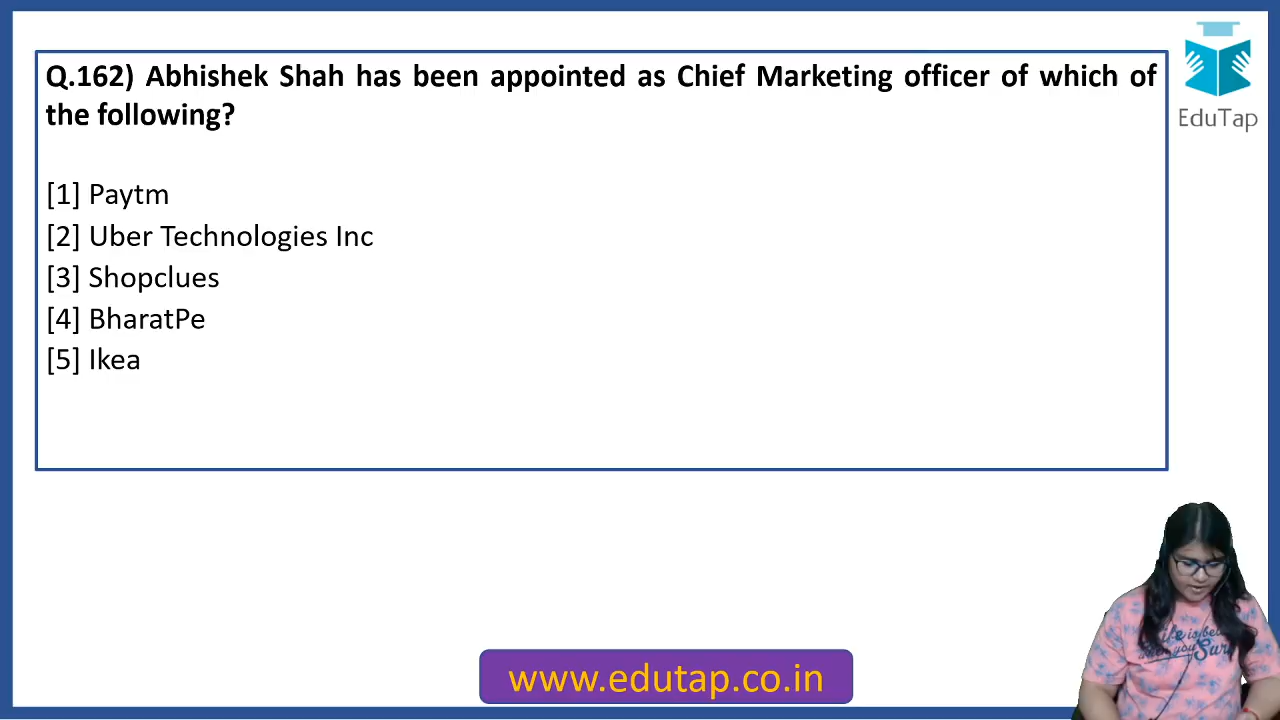 Q.162) Abhishek Shah has been appointed as Chief Marketing officer of which of
the following?
[1] Paytm
[2] Uber Technologies Inc
[3] Shopclues
[4] BharatPe
[5] Ikea
EduTap
www.edutap.co.in